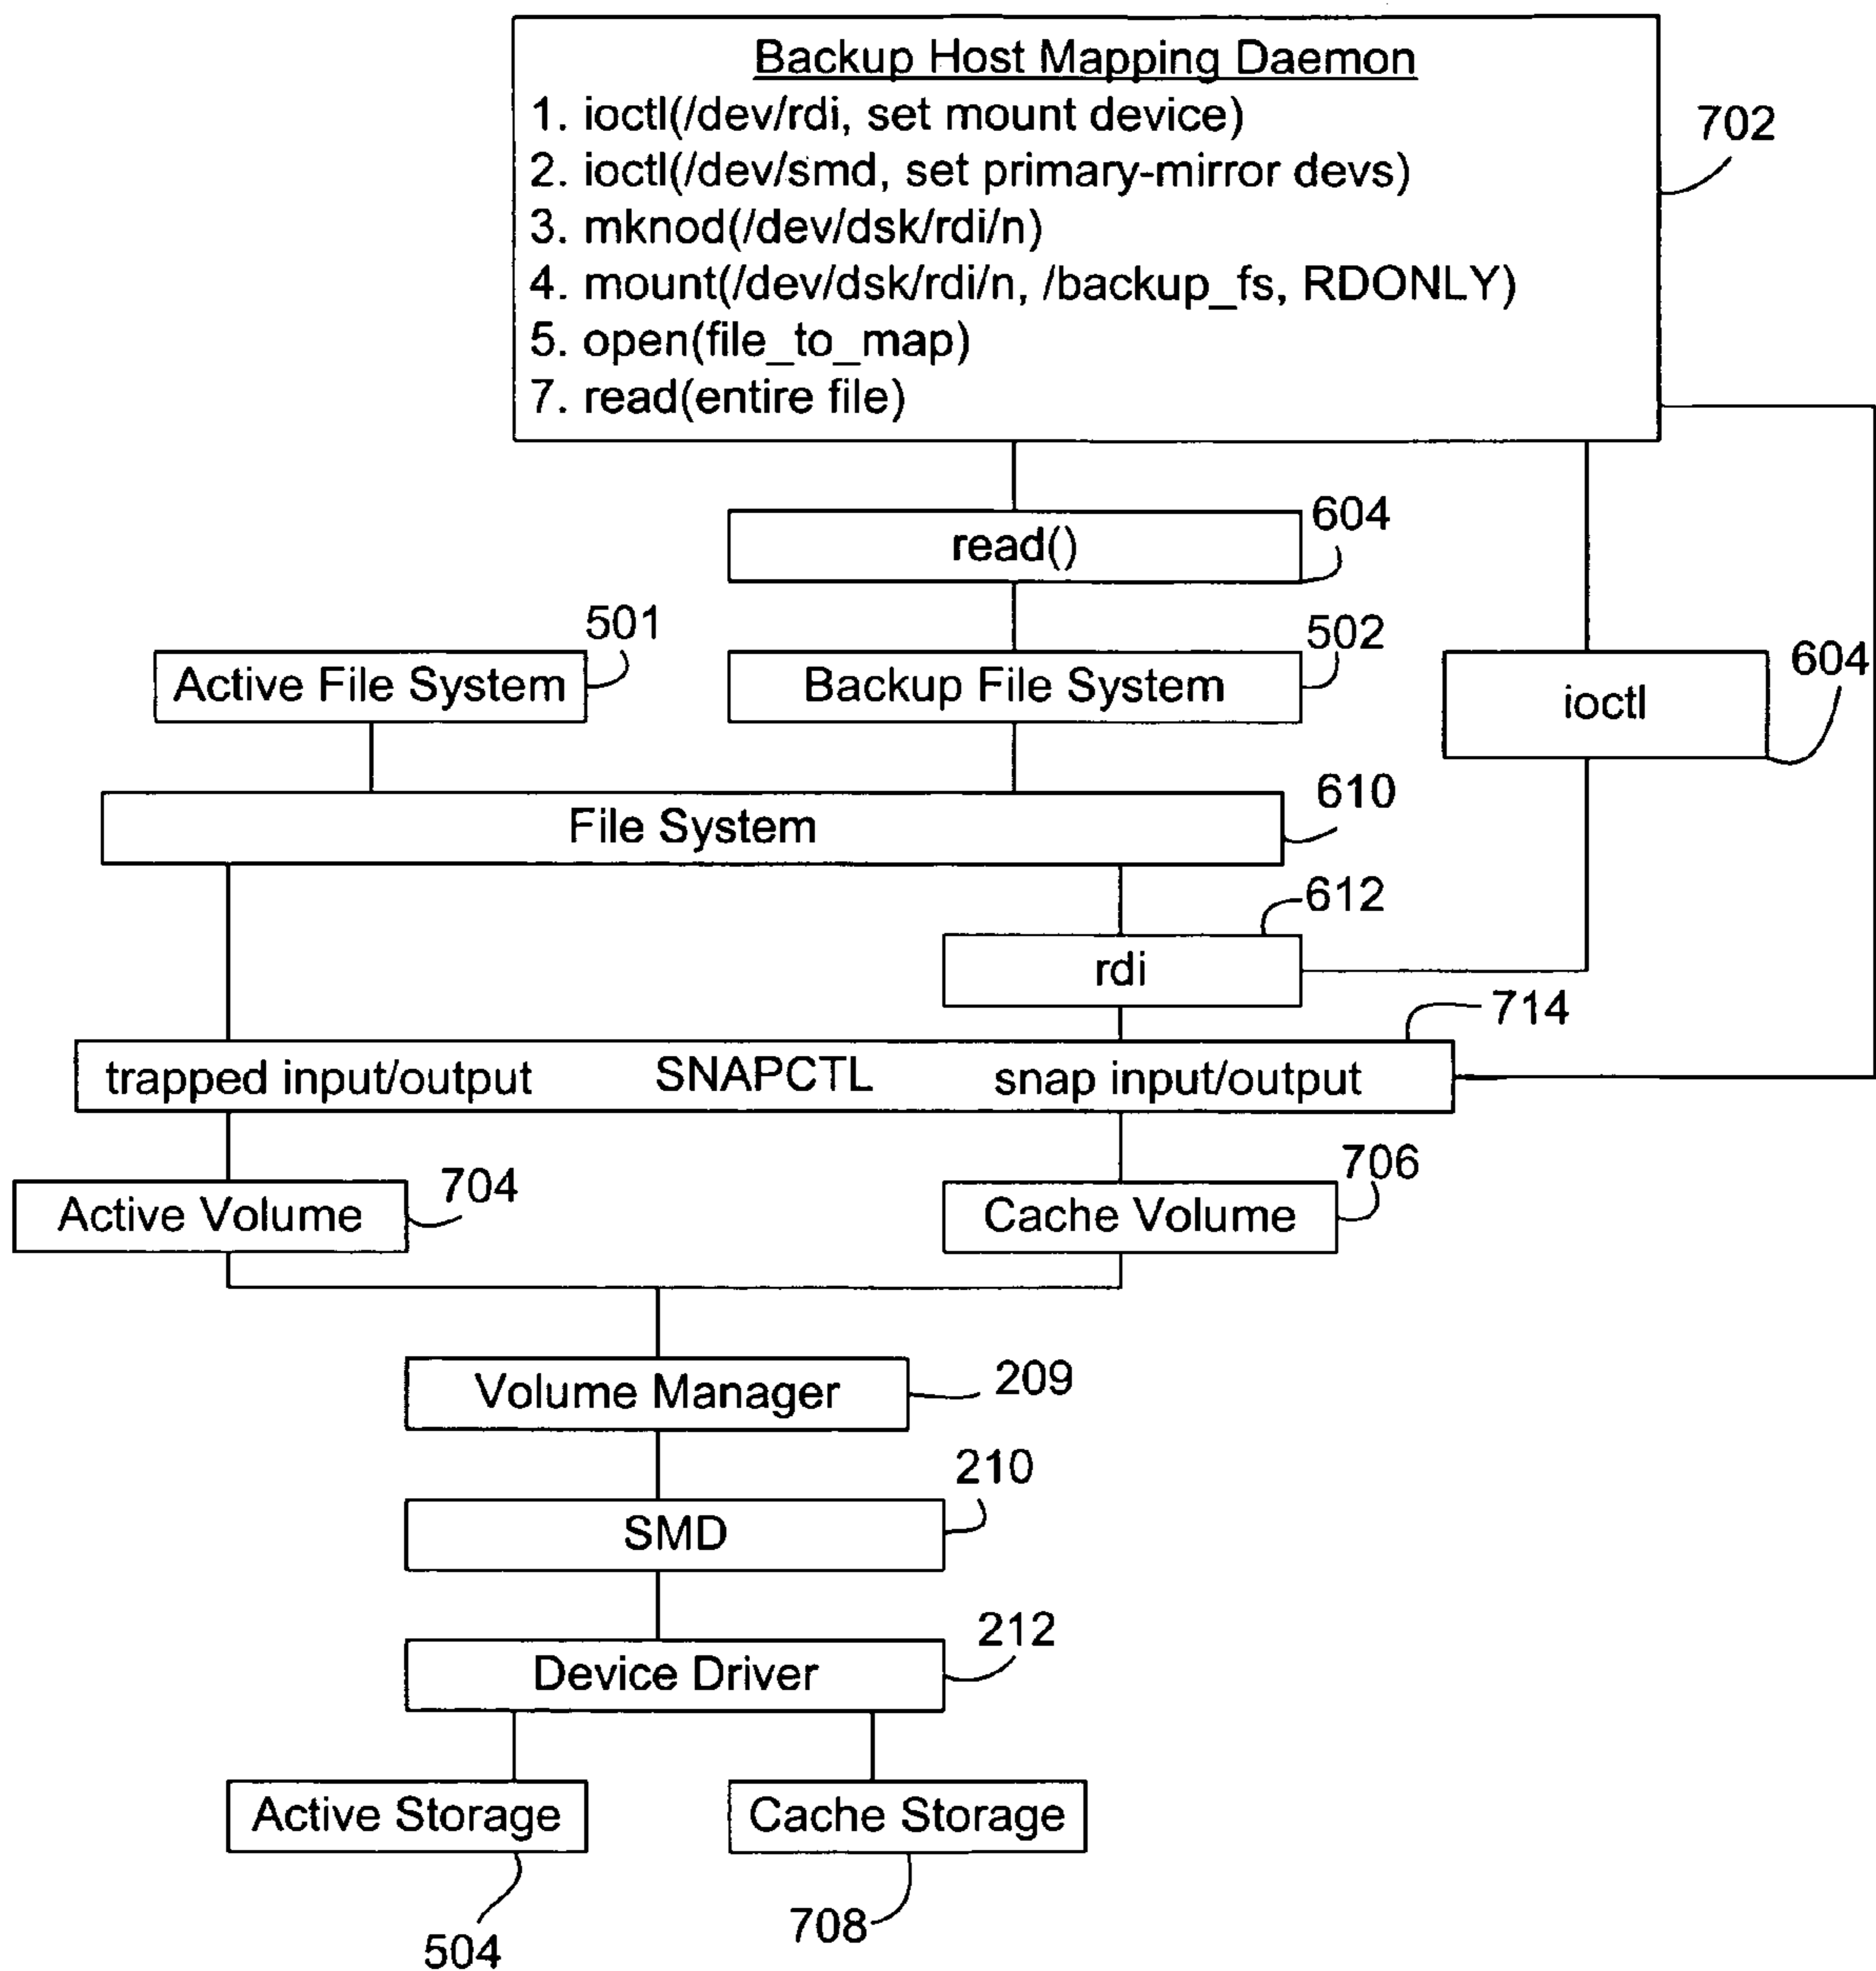 Backup Host Mapping Daemon
1. ioctl(/dev/rdi, set mount device)
2. ioctl(/dev/smd, set primary-mirror devs)
3. mknod(/dev/dsk/rdi/n)
4. mount(/dev/dsk/rdi/n, /backup_fs, RDONLY)
5. open(file_to_map)
7. read(entire file)
702
604
read()
501
502
604
Active File System
Backup File System
ioctl
610
File System
612
rdi
714
trapped input/output SNAPCTL snap input/output
704
706
Active Volume
Cache Volume
Volume Manager
209
210
SMD
212
Device Driver
Active Storage
Cache Storage
504
708